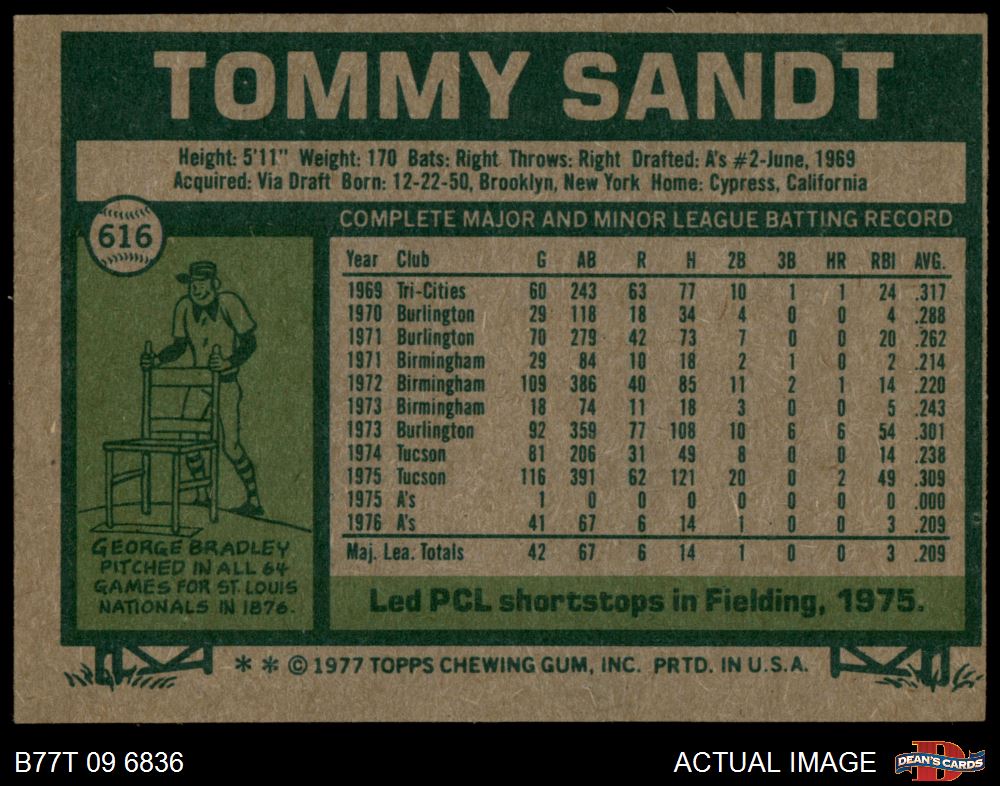 TOMMY SANDT
Height: 5'11" Weight: 170 Bats: Right Throws: Right Drafted: A's #2-June, 1969
Acquired: Via Draft Born: 12-22-50, Brooklyn, New York Home: Cypress, California
616
COMPLETE MAJOR AND MINOR LEAGUE BATTING RECORD
Year Club G AB R H 2B 3B HR RBI AVG.
1969 Tri-Cities 60 243 63 77 10 1 1 24 .317
1970 Burlington 29 118 18 34 4 0 0 4 .288
1971 Burlington 70 279 42 73 7 0 0 20 .262
1971 Birmingham 29 84 10 18 2 1 0 2 .214
1972 Birmingham 109 386 40 85 11 2 1 14 .220
1973 Birmingham 18 74 11 18 3 0 0 5 .243
1973 Burlington 92 359 77 108 10 6 6 54 .301
1974 Tucson 81 206 31 49 8 0 0 14 .238
1975 Tucson 116 391 62 121 20 0 2 49 .309
1975 A's 1 0 0 0 0 0 0 0 .000
1976 A's 41 67 6 14 1 0 0 3 .209
Maj. Lea. Totals 42 67 6 14 1 0 0 3 .209
GEORGE BRADLEY
PITCHED IN ALL 64
GAMES FOR ST. LOUIS
NATIONALS IN 1876.
Led PCL shortstops in Fielding, 1975.
* * © 1977 TOPPS CHEWING GUM, INC. PRTD. IN U.S.A.
B77T 09 6836
ACTUAL IMAGE
D
DEAN'S CARDS